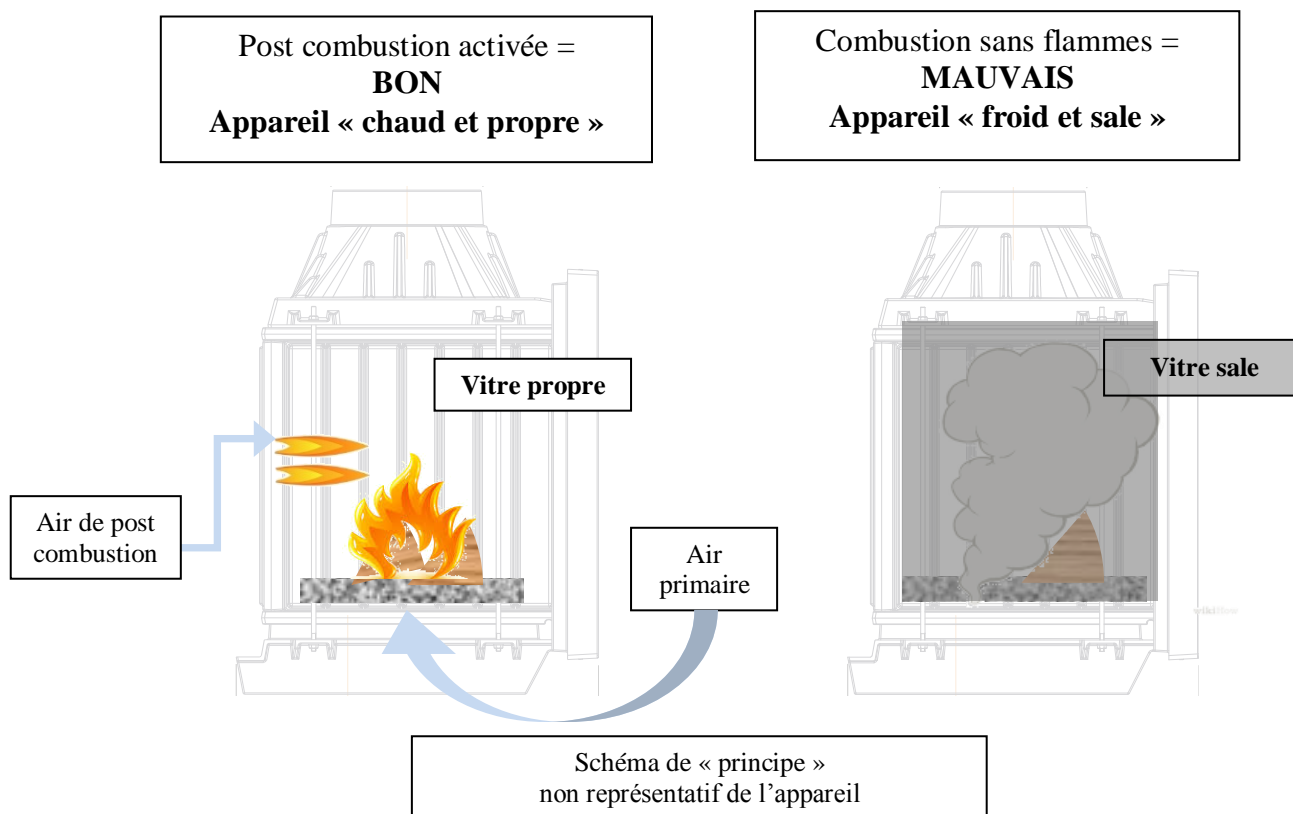 Post combustion activée =
BON
Appareil « chaud et propre »
Combustion sans flammes =
MAUVAIS
Appareil « froid et sale »
Vitre propre
Vitre sale
Air de post
combustion
Air
primaire
wikiHow
Schéma de « principe »
non représentatif de l’appareil